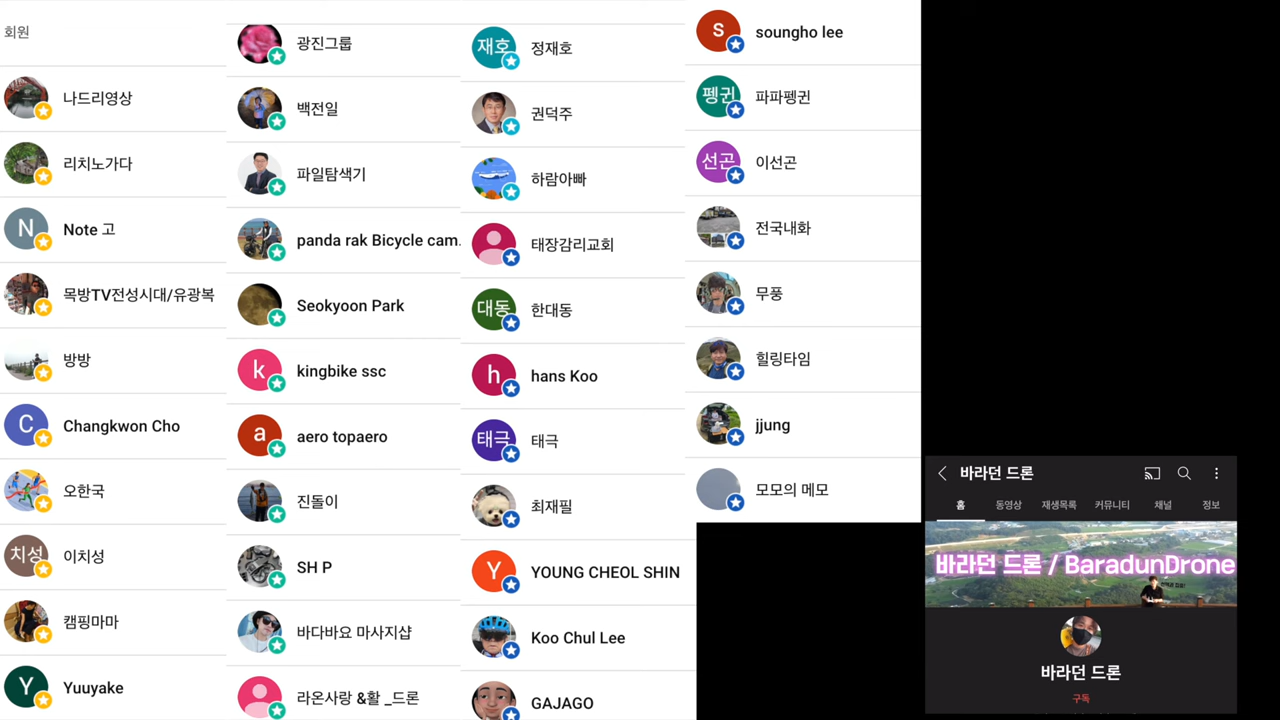 회원
나드리영상
리치노가다
N
Note 고
목방TV전성시대/유광복
방방
C
Changkwon Cho
오한국
치성
이치성
캠핑마마
Y
Yuuyake
광진그룹
백전일
파일탐색기
panda rak Bicycle cam.
Seokyoon Park
k
kingbike ssc
a
aero topaero
진돌이
SH P
바다바요 마사지샵
라온사랑 &활 _드론
재호
정재호
권덕주
하람아빠
태장감리교회
대동
한대동
h
hans Koo
태극
태극
최재필
Y
YOUNG CHEOL SHIN
Koo Chul Lee
GAJAGO
s
soungho lee
펭귄
파파펭귄
선곤
이선곤
전국내화
무풍
힐링타임
jjung
모모의 메모
바라던 드론
홈 동영상 재생목록 커뮤니티 채널 정보
바라던 드론 / BaradunDrone
바라던 드론
구독